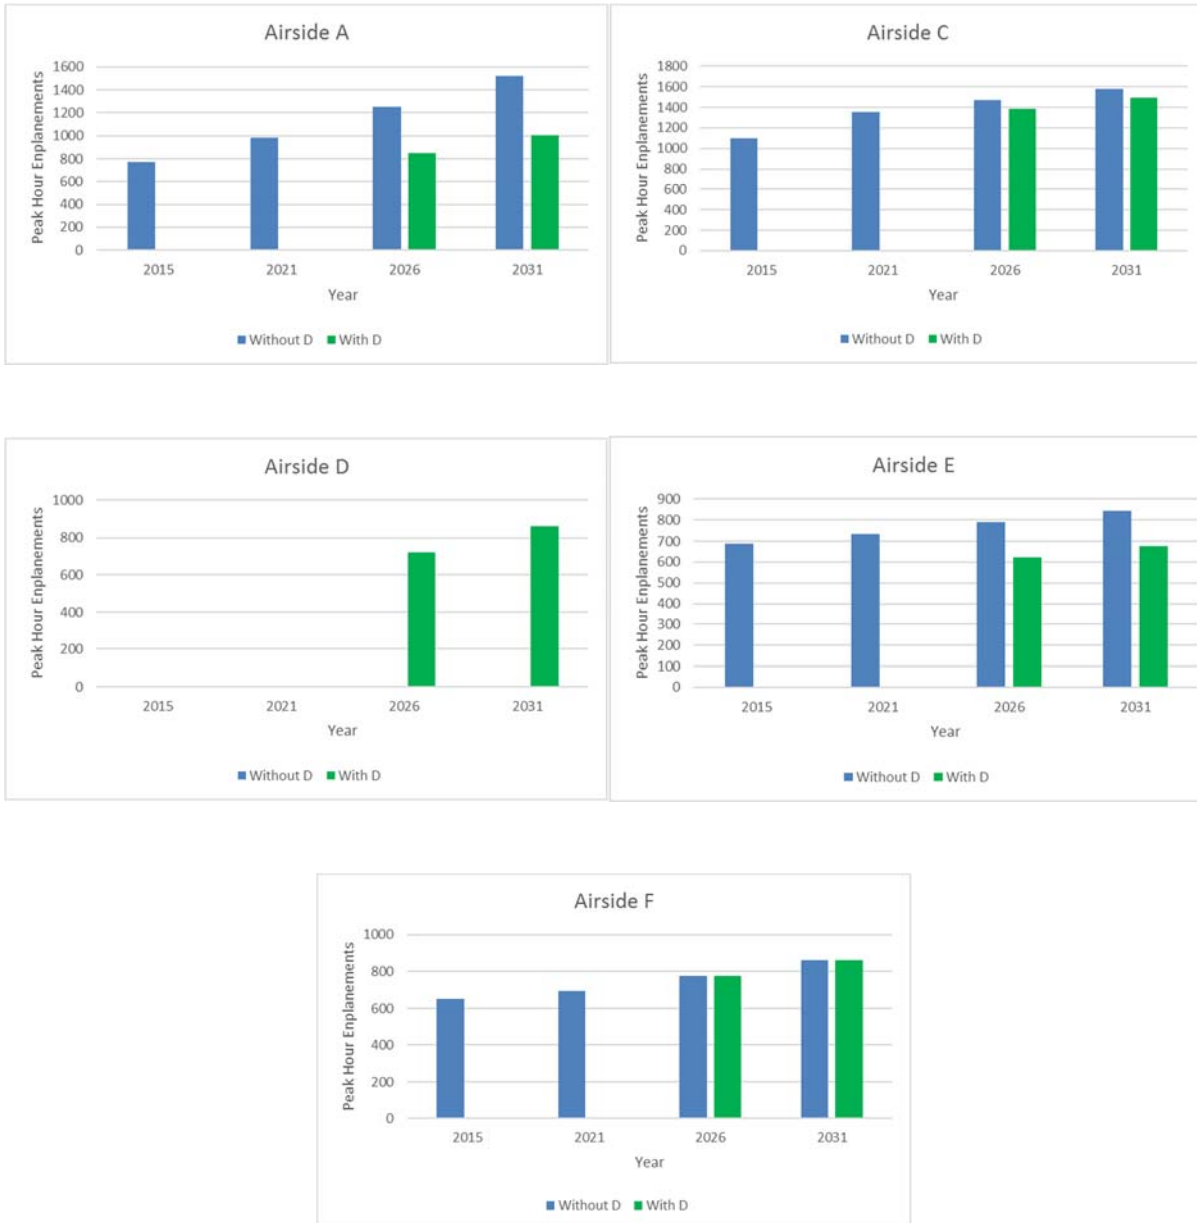 Airside A
Peak Hour Enplanements
1600
1400
1200
1000
800
600
400
200
0
2015 2021 2026 2031
Year
Without D With D
Airside C
Peak Hour Enplanements
1800
1600
1400
1200
1000
800
600
400
200
0
2015 2021 2026 2031
Year
Without D With D
Airside D
Peak Hour Enplanements
1000
800
600
400
200
0
2015 2021 2026 2031
Year
Without D With D
Airside E
Peak Hour Enplanements
900
800
700
600
500
400
300
200
100
0
2015 2021 2026 2031
Year
Without D With D
Airside F
Peak Hour Enplanements
1000
800
600
400
200
0
2015 2021 2026 2031
Year
Without D With D